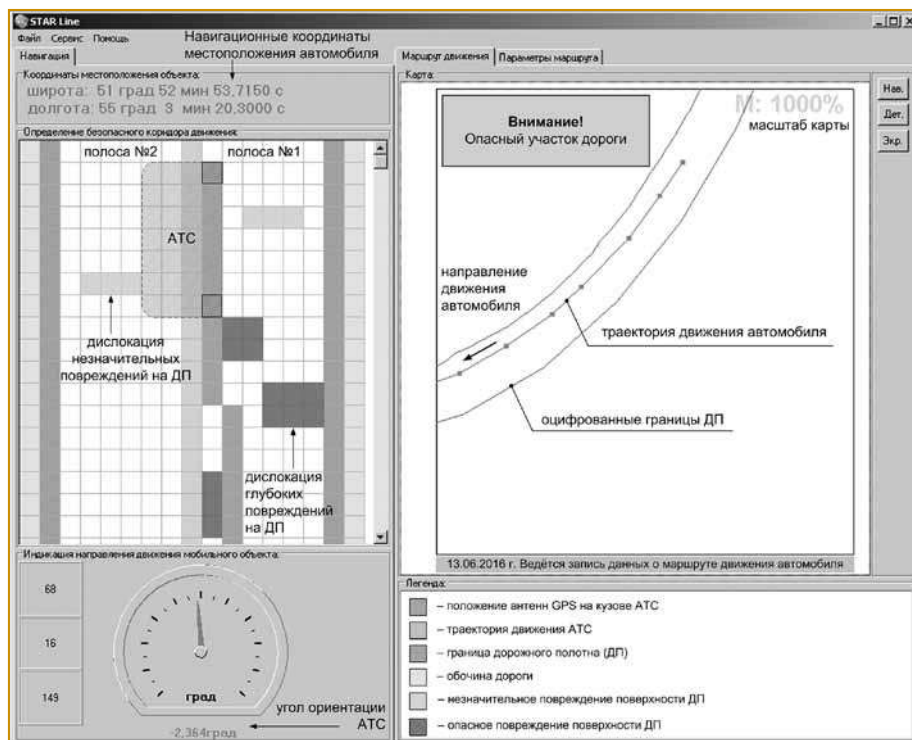 STAR Line
Файл Сервис Помощь
Навигационные координаты
местоположения автомобиля
Навигация
Координаты местоположения объекта:
широта: 51 град 52 мин 53,7150 с
долгота: 55 град 3 мин 20,3000 с
Определение безопасного коридора движения:
полоса №2
полоса №1
АТС
дислокация
незначительных
повреждений на ДП
дислокация
глубоких
повреждений
на ДП
Индикация направления движения мобильного объекта:
68
16
149
град
-2,364град
угол ориентации
АТС
Маршрут движения
Параметры маршрута
Карта:
Внимание!
Опасный участок дороги
М: 1000%
масштаб карты
Нав.
Дет.
Экр.
направление
движения
автомобиля
траектория движения автомобиля
оцифрованные границы ДП
13.06.2016 г. Ведётся запись данных о маршруте движения автомобиля
Легенда:
– положение антенн GPS на кузове АТС
– траектория движения АТС
– граница дорожного полотна (ДП)
– обочина дороги
– незначительное повреждение поверхности ДП
– опасное повреждение поверхности ДП